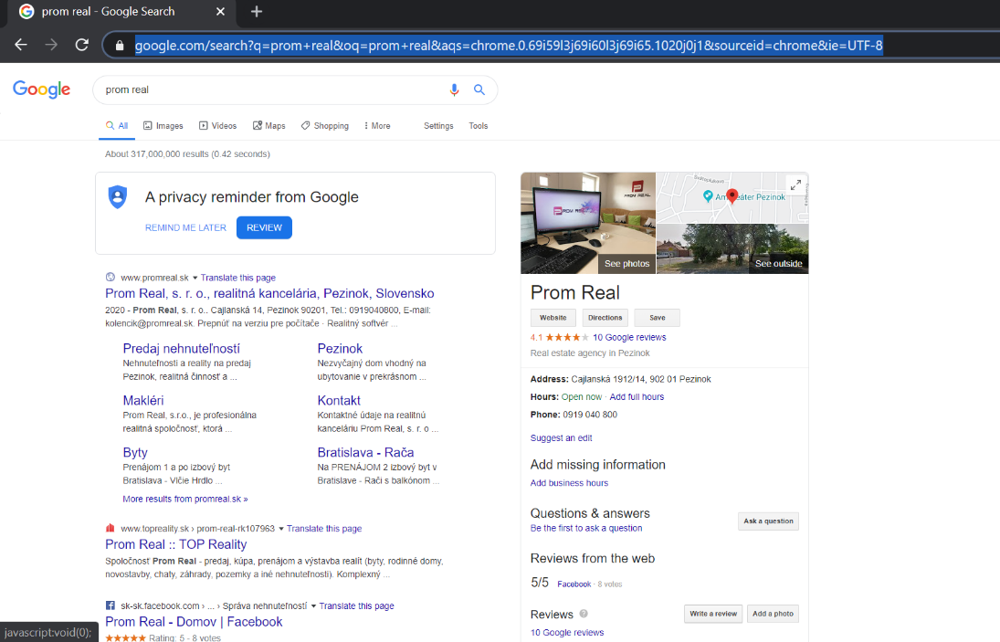 prom real - Google Search
google.com/search?q=prom+real&oq=prom+real&aqs=chrome.0.69i59l3j69i60l3j69i65.1020j0j1&sourceid=chrome&ie=UTF-8
Google
prom real
All Images Videos Maps Shopping More Settings Tools
About 317,000,000 results (0.42 seconds)
A privacy reminder from Google
REMIND ME LATER REVIEW
www.promreal.sk Translate this page
Prom Real, s. r. o., realitná kancelária, Pezinok, Slovensko
2020 - Prom Real, s. r. o.. Cajlanská 14, Pezinok 90201, Tel.: 0919040800, E-mail:
kolencik@promreal.sk. Prepnúť na verziu pre počítače · Realitný softvér ...
Predaj nehnuteľností
Nehnuteľnosti a reality na predaj
Pezinok, realitná činnosť a ...
Pezinok
Nezvyčajný dom vhodný na
ubytovanie v prekrásnom ...
Makléri
Prom Real, s.r.o., je profesionálna
realitná spoločnosť, ktorá ...
Kontakt
Kontaktné údaje na realitnú
kanceláriu Prom Real, s. r. o ...
Byty
Prenájom 1 a po izbový byt
Bratislava - Vlčie Hrdlo ...
Bratislava - Rača
Na PRENÁJOM 2 izbový byt v
Bratislave - Rači s balkónom ...
More results from promreal.sk »
www.topreality.sk › prom-real-rk107963 Translate this page
Prom Real :: TOP Reality
Spoločnosť Prom Real - predaj, kúpa, prenájom a výstavba realít (byty, rodinné domy,
novostavby, chaty, záhrady, pozemky a iné nehnuteľnosti). Komplexný ...
sk-sk.facebook.com › ... › Správa nehnuteľností Translate this page
Prom Real - Domov | Facebook
Rating: 5 - 8 votes
javascript:void(0);
PROM REAL
PROM REAL
See photos
Amfiteáter Pezinok
See outside
Prom Real
Website Directions Save
4.1 10 Google reviews
Real estate agency in Pezinok
Address: Cajlanská 1912/14, 902 01 Pezinok
Hours: Open now · Add full hours
Phone: 0919 040 800
Suggest an edit
Add missing information
Add business hours
Questions & answers
Be the first to ask a question
Ask a question
Reviews from the web
5/5 Facebook · 8 votes
Reviews
Write a review Add a photo
10 Google reviews